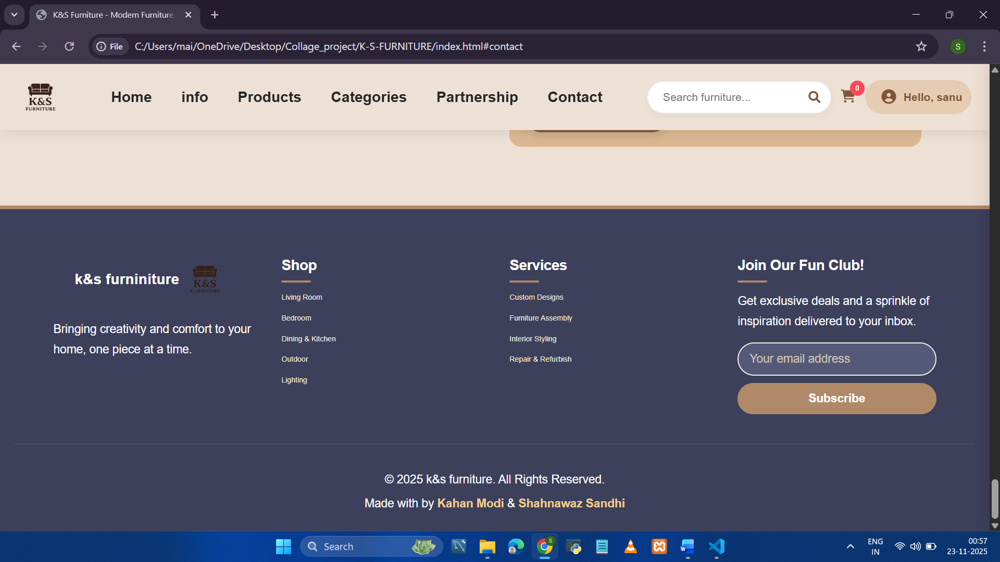 K&S Furniture - Modern Furniture
File
C:/Users/mai/OneDrive/Desktop/Collage_project/K-S-FURNITURE/index.html#contact
S
K&S
FURNITURE
Home
info
Products
Categories
Partnership
Contact
Search furniture...
0
Hello, sanu
k&s furniniture
K&S
FURNITURE
Bringing creativity and comfort to your
home, one piece at a time.
Shop
Living Room
Bedroom
Dining & Kitchen
Outdoor
Lighting
Services
Custom Designs
Furniture Assembly
Interior Styling
Repair & Refurbish
Join Our Fun Club!
Get exclusive deals and a sprinkle of
inspiration delivered to your inbox.
Your email address
Subscribe
© 2025 k&s furniture. All Rights Reserved.
Made with by Kahan Modi & Shahnawaz Sandhi
Search
S
W
ENG
IN
00:57
23-11-2025